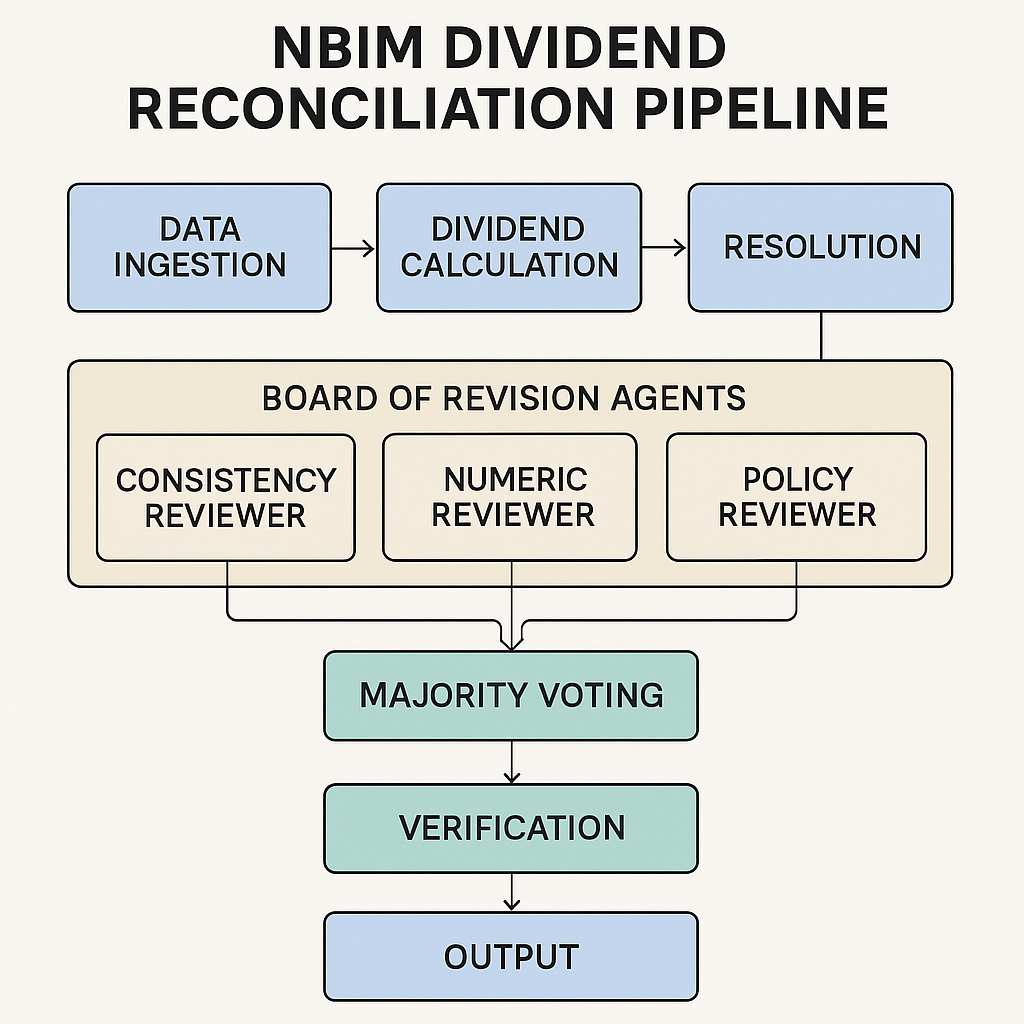 NBIM DIVIDEND
RECONCILIATION PIPELINE
DATA
INGESTION
DIVIDEND
CALCULATION
RESOLUTION
BOARD OF REVISION AGENTS
CONSISTENCY
REVIEWER
NUMERIC
REVIEWER
POLICY
REVIEWER
MAJORITY VOTING
VERIFICATION
OUTPUT